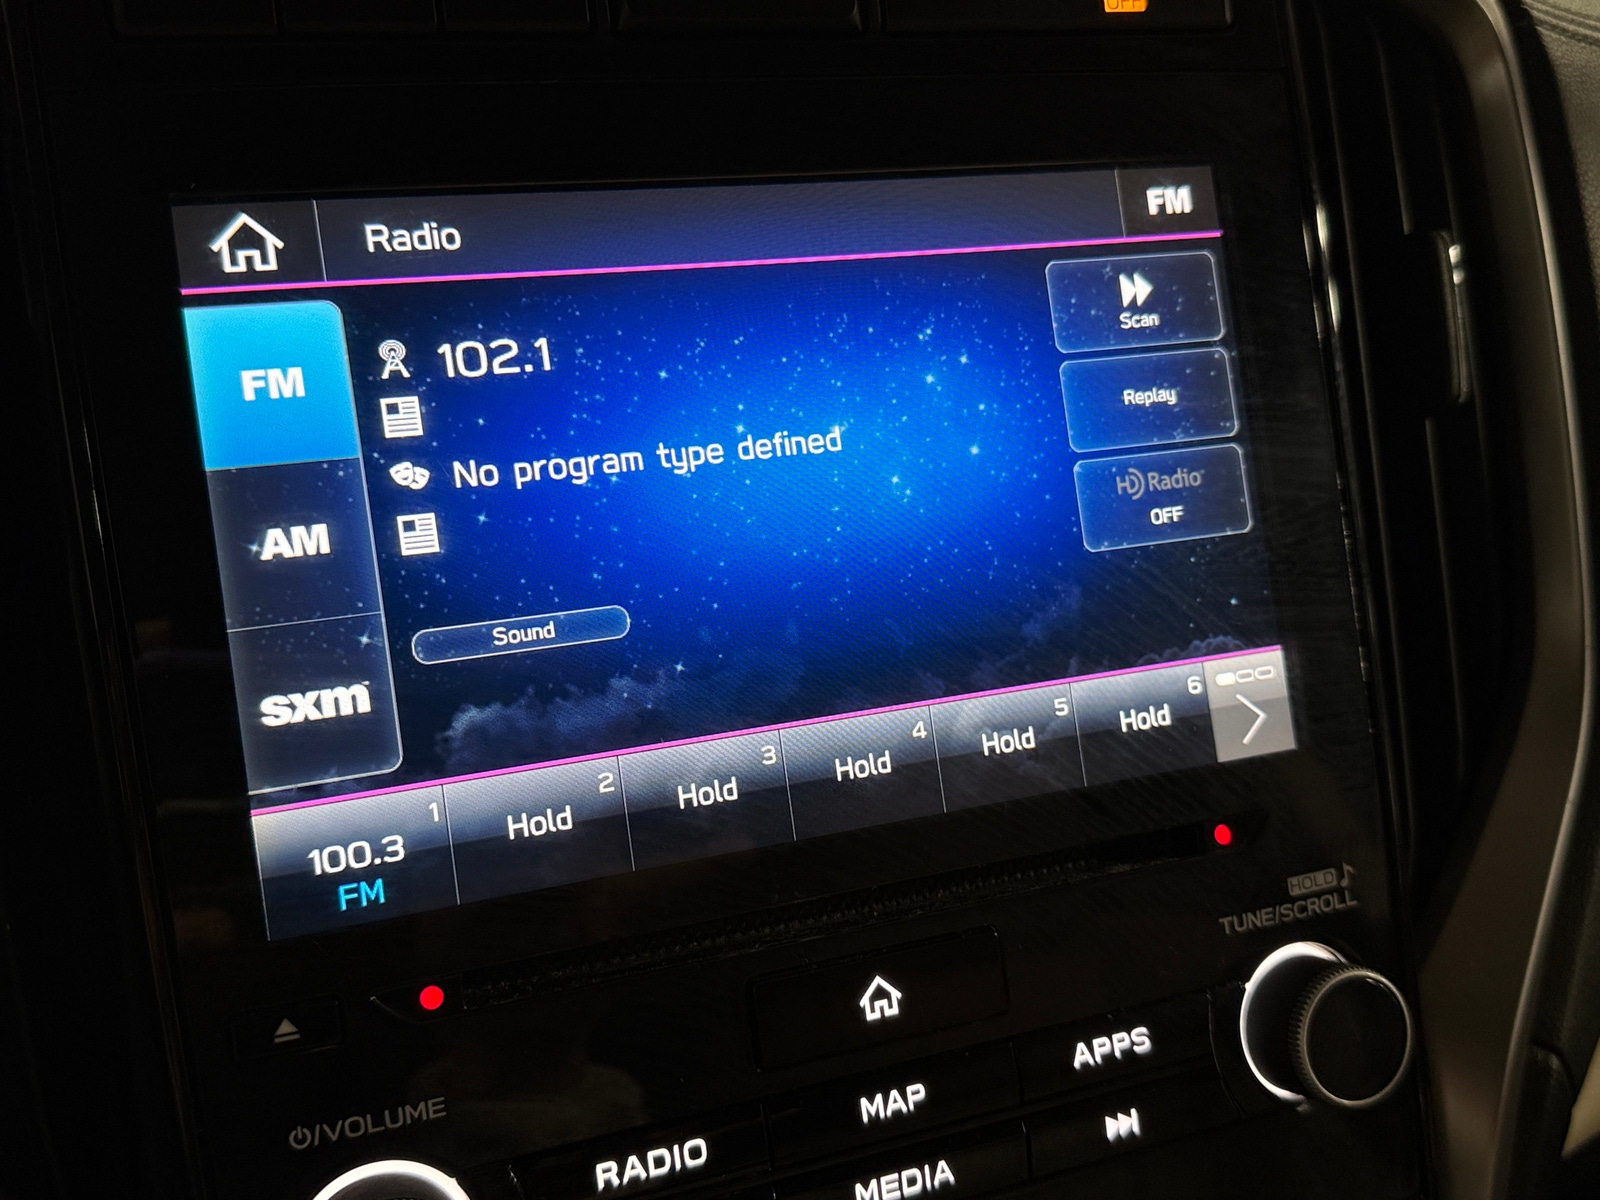 OFF
Radio
FM
FM
102.1
Scan
Replay
No program type defined
HD Radio
OFF
AM
Sound
sxm
1
100.3
FM
2
Hold
3
Hold
4
Hold
5
Hold
6
Hold
HOLD
TUNE/SCROLL
/VOLUME
RADIO
MAP
APPS
MEDIA